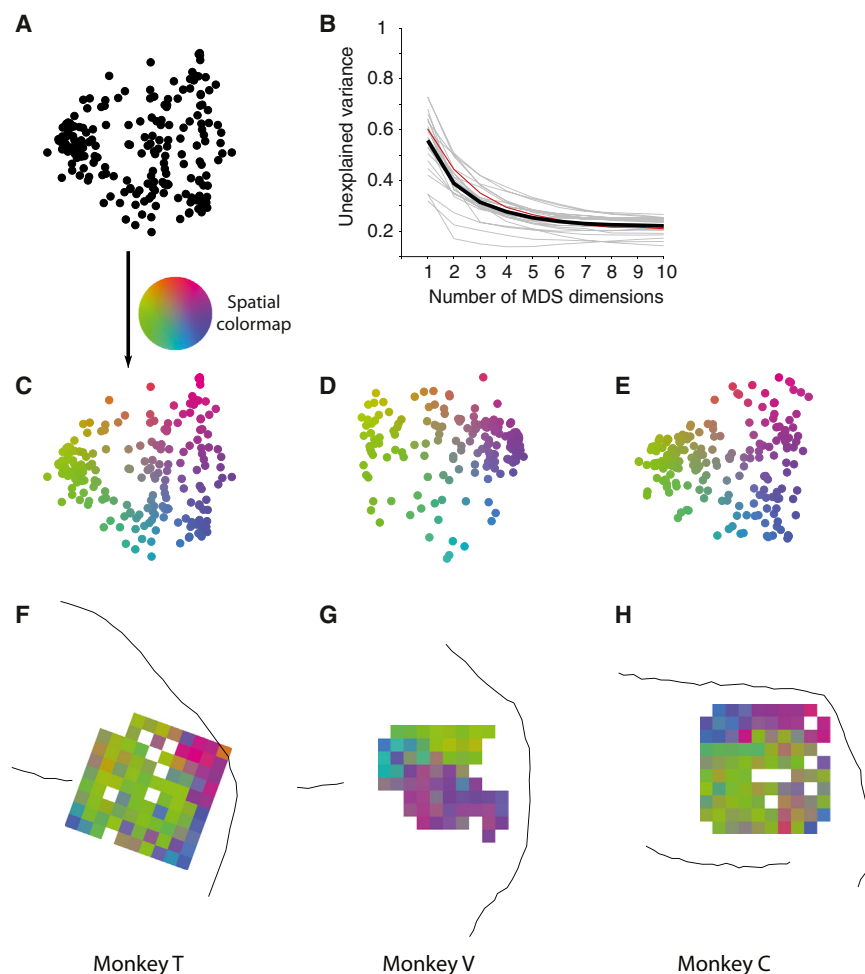 A
B
1
0.8
0.6
0.4
0.2
Unexplained variance
1 2 3 4 5 6 7 8 9 10
Number of MDS dimensions
Spatial
colormap
C
D
E
F
G
H
Monkey T
Monkey V
Monkey C